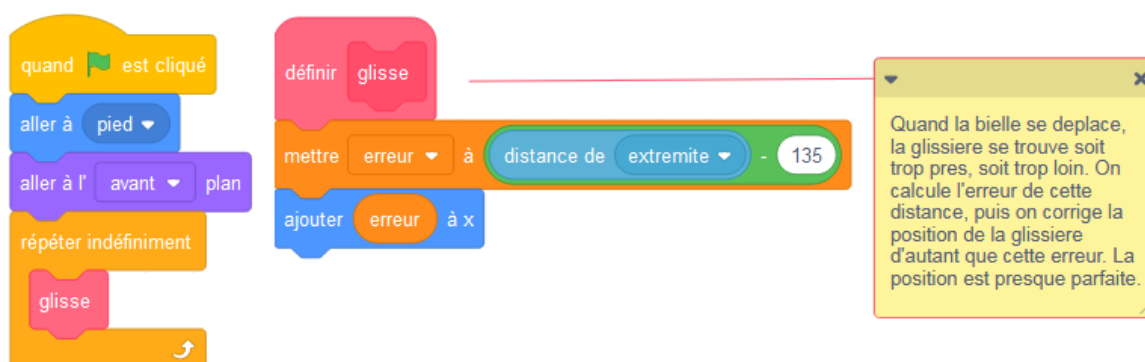 quand est cliqué
aller à pied
aller à l' avant plan
répéter indéfiniment
glisse
définir glisse
mettre erreur à distance de extremite - 135
ajouter erreur à x
Quand la bielle se deplace,
la glissiere se trouve soit
trop pres, soit trop loin. On
calcule l'erreur de cette
distance, puis on corrige la
position de la glissiere
d'autant que cette erreur. La
position est presque parfaite.